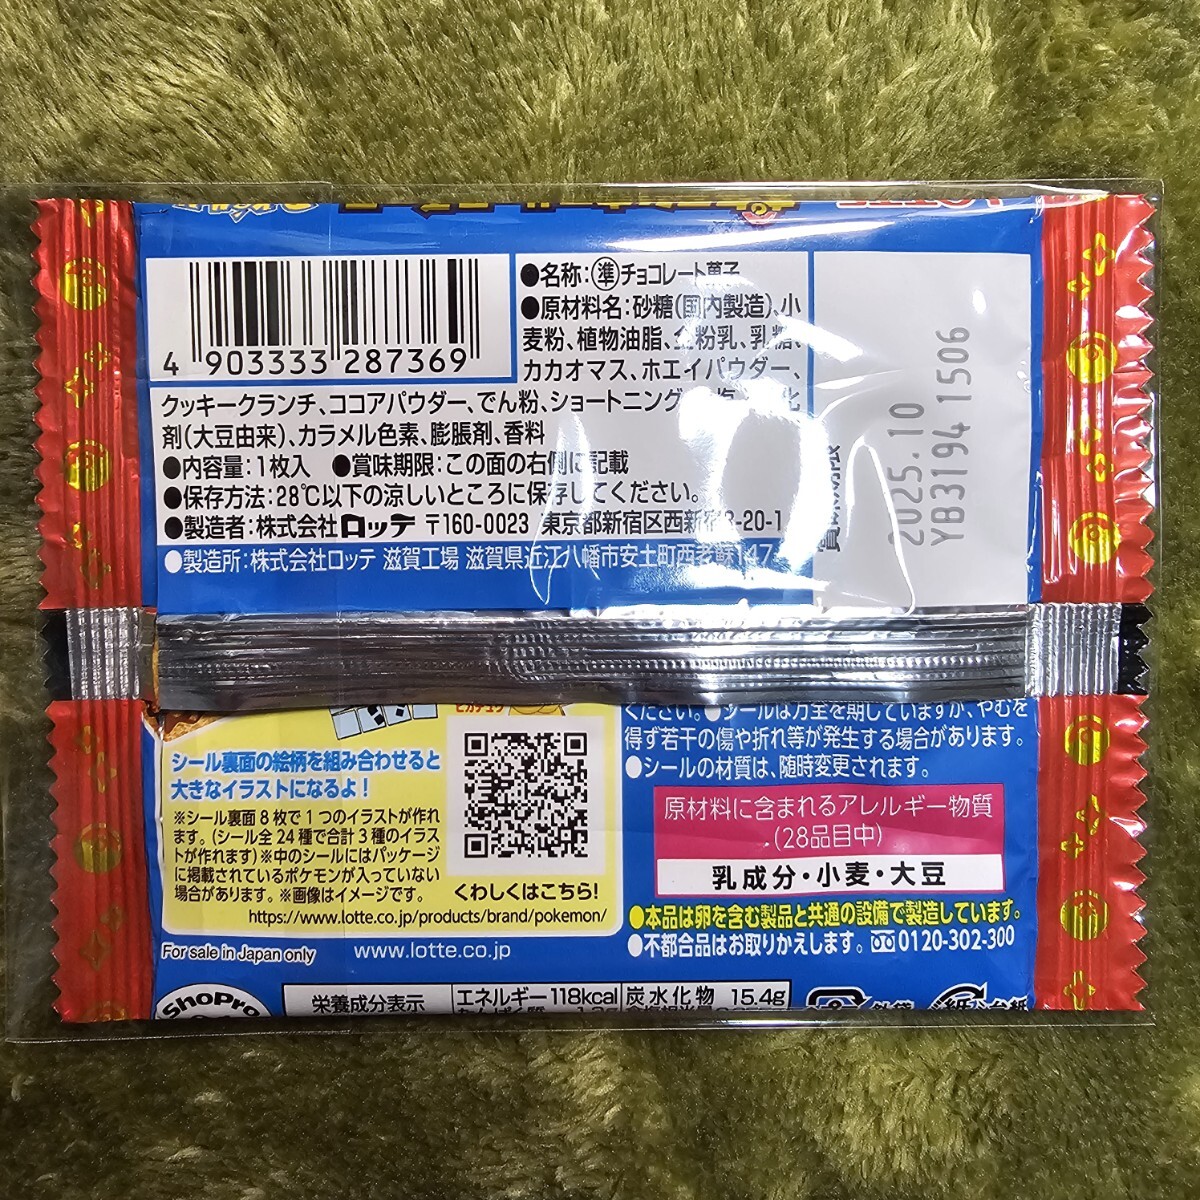 4 903333 287369
●名称：準チョコレート菓子
●原材料名：砂糖(国内製造)、小
麦粉、植物油脂、全粉乳、乳糖、
カカオマス、ホエイパウダー、
クッキークランチ、ココアパウダー、でん粉、ショートニング
剤(大豆由来)、カラメル色素、膨脹剤、香料
●内容量：1枚入 ●賞味期限：この面の右側に記載
●保存方法：28℃以下の涼しいところに保存してください。
●製造者：株式会社ロッテ 〒160-0023 東京都新宿区西新宿3-20-1
●製造所：株式会社ロッテ 滋賀工場 滋賀県近江八幡市安土町西老蘇147
賞味期限
2025.10
YB3194 1506
ピカチュウ
シール裏面の絵柄を組み合わせると
大きなイラストになるよ！
※シール裏面8枚で1つのイラストが作れ
ます。(シール全24種で合計3種のイラス
トが作れます)※中のシールにはパッケージ
に掲載されているポケモンが入っていない
場合があります。※画像はイメージです。
くわしくはこちら！
https://www.lotte.co.jp/products/brand/pokemon/
For sale in Japan only
www.lotte.co.jp
ください。●シールは万全を期していますが、やむを
得ず若干の傷や折れ等が発生する場合があります。
●シールの材質は、随時変更されます。
原材料に含まれるアレルギー物質
(28品目中)
乳成分・小麦・大豆
●本品は卵を含む製品と共通の設備で製造しています。
●不都合品はお取りかえします。 0120-302-300
ShoPro
栄養成分表示
エネルギー 118kcal
炭水化物 15.4g